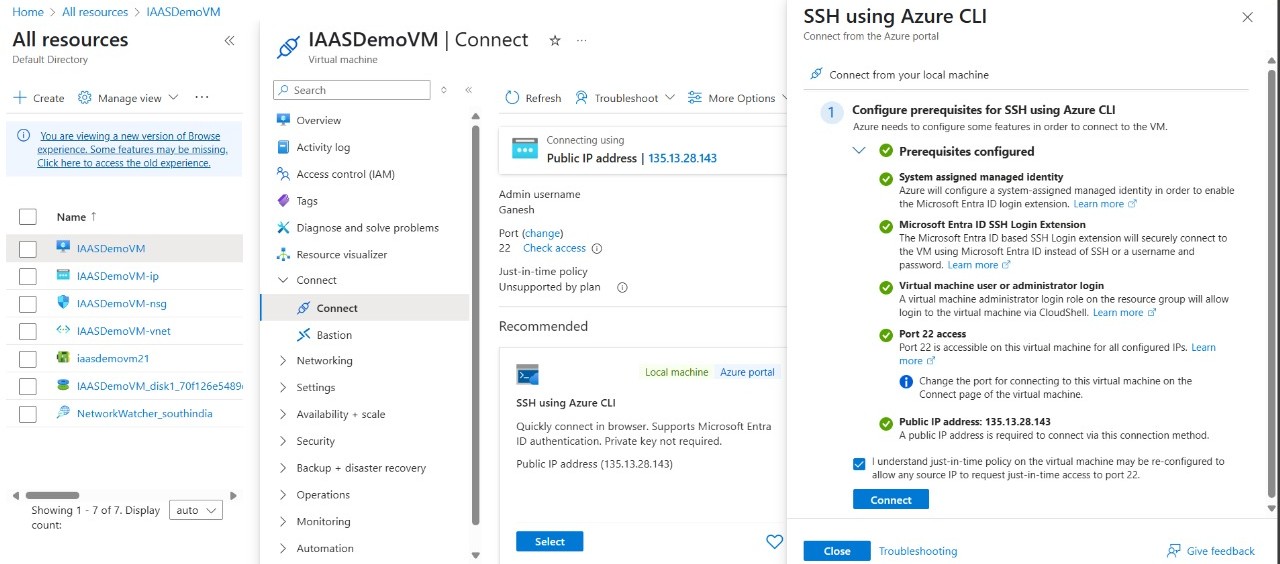 Home > All resources > IAASDemoVM
All resources
Default Directory
Create
Manage view
You are viewing a new version of Browse
experience. Some features may be missing.
Click here to access the old experience.
Name ↑
IAASDemoVM
IAASDemoVM-ip
IAASDemoVM-nsg
IAASDemoVM-vnet
iaasdemovm21
IAASDemoVM_disk1_70f126e5489
NetworkWatcher_southindia
Showing 1 - 7 of 7. Display
count:
auto
IAASDemoVM | Connect
Virtual machine
Search
Overview
Activity log
Access control (IAM)
Tags
Diagnose and solve problems
Resource visualizer
Connect
Connect
Bastion
Networking
Settings
Availability + scale
Security
Backup + disaster recovery
Operations
Monitoring
Automation
Refresh
Troubleshoot
More Options
Connecting using
Public IP address | 135.13.28.143
Admin username
Ganesh
Port (change)
22 Check access
Just-in-time policy
Unsupported by plan
Recommended
Local machine
Azure portal
SSH using Azure CLI
Quickly connect in browser. Supports Microsoft Entra
ID authentication. Private key not required.
Public IP address (135.13.28.143)
Select
SSH using Azure CLI
Connect from the Azure portal
Connect from your local machine
1 Configure prerequisites for SSH using Azure CLI
Azure needs to configure some features in order to connect to the VM.
Prerequisites configured
System assigned managed identity
Azure will configure a system-assigned managed identity in order to enable
the Microsoft Entra ID login extension. Learn more
Microsoft Entra ID SSH Login Extension
The Microsoft Entra ID based SSH Login extension will securely connect to
the VM using Microsoft Entra ID instead of SSH or a username and
password. Learn more
Virtual machine user or administrator login
A virtual machine administrator login role on the resource group will allow
login to the virtual machine via CloudShell. Learn more
Port 22 access
Port 22 is accessible on this virtual machine for all configured IPs. Learn
more
Change the port for connecting to this virtual machine on the
Connect page of the virtual machine.
Public IP address: 135.13.28.143
A public IP address is required to connect via this connection method.
I understand just-in-time policy on the virtual machine may be re-configured to
allow any source IP to request just-in-time access to port 22.
Connect
Close
Troubleshooting
Give feedback